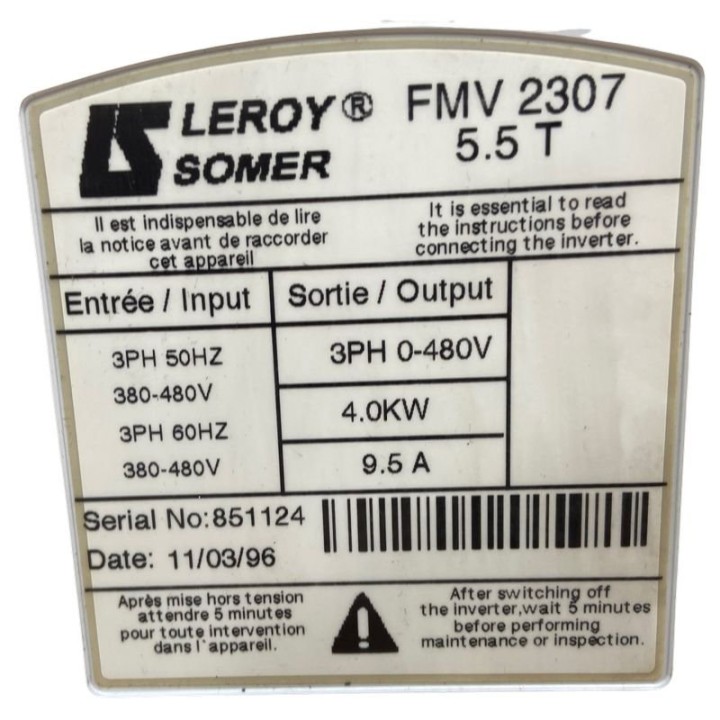 LEROY® FMV 2307
SOMER 5.5 T
Il est indispensable de lire
la notice avant de raccorder
cet appareil
It is essential to read
the instructions before
connecting the inverter.
Entrée / Input
Sortie / Output
3PH 50HZ
380-480V
3PH 60HZ
380-480V
3PH 0-480V
4.0KW
9.5 A
Serial No:851124
Date: 11/03/96
Après mise hors tension
attendre 5 minutes
pour toute intervention
dans l'appareil.
After switching off
the inverter,wait 5 minutes
before performing
maintenance or inspection.